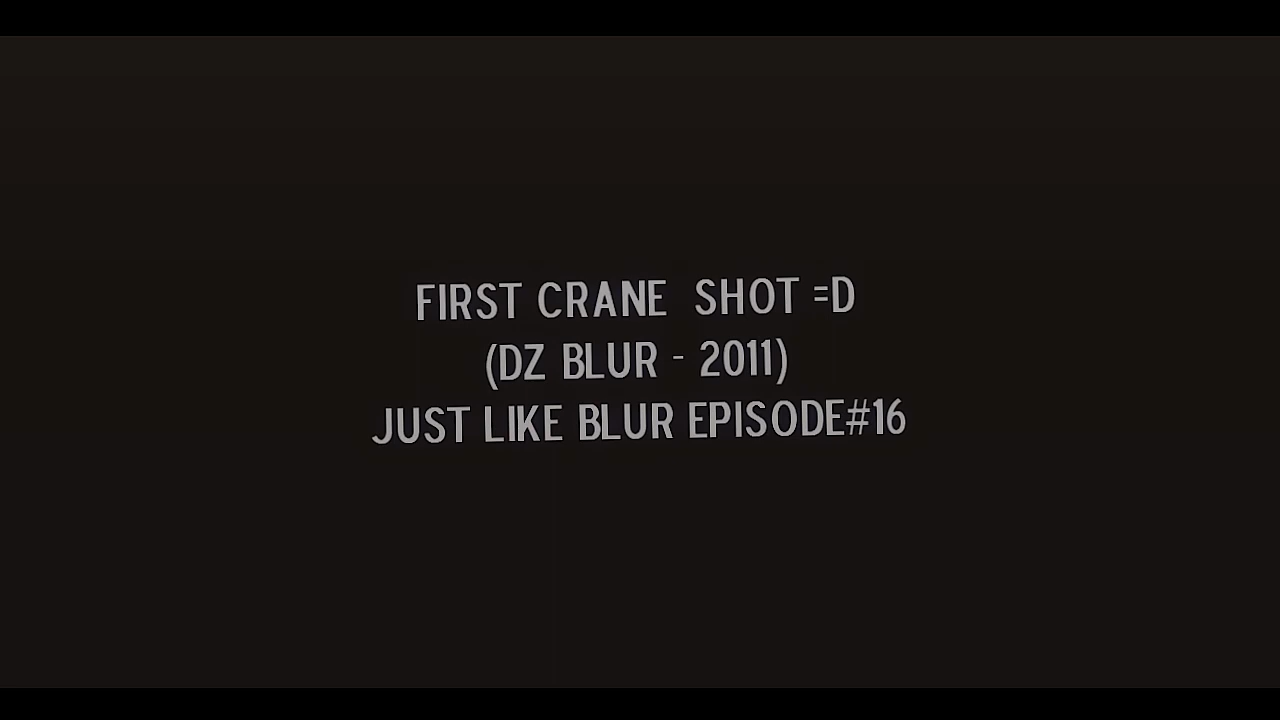 FIRST CRANE SHOT =D
(DZ BLUR - 2011)
JUST LIKE BLUR EPISODE#16